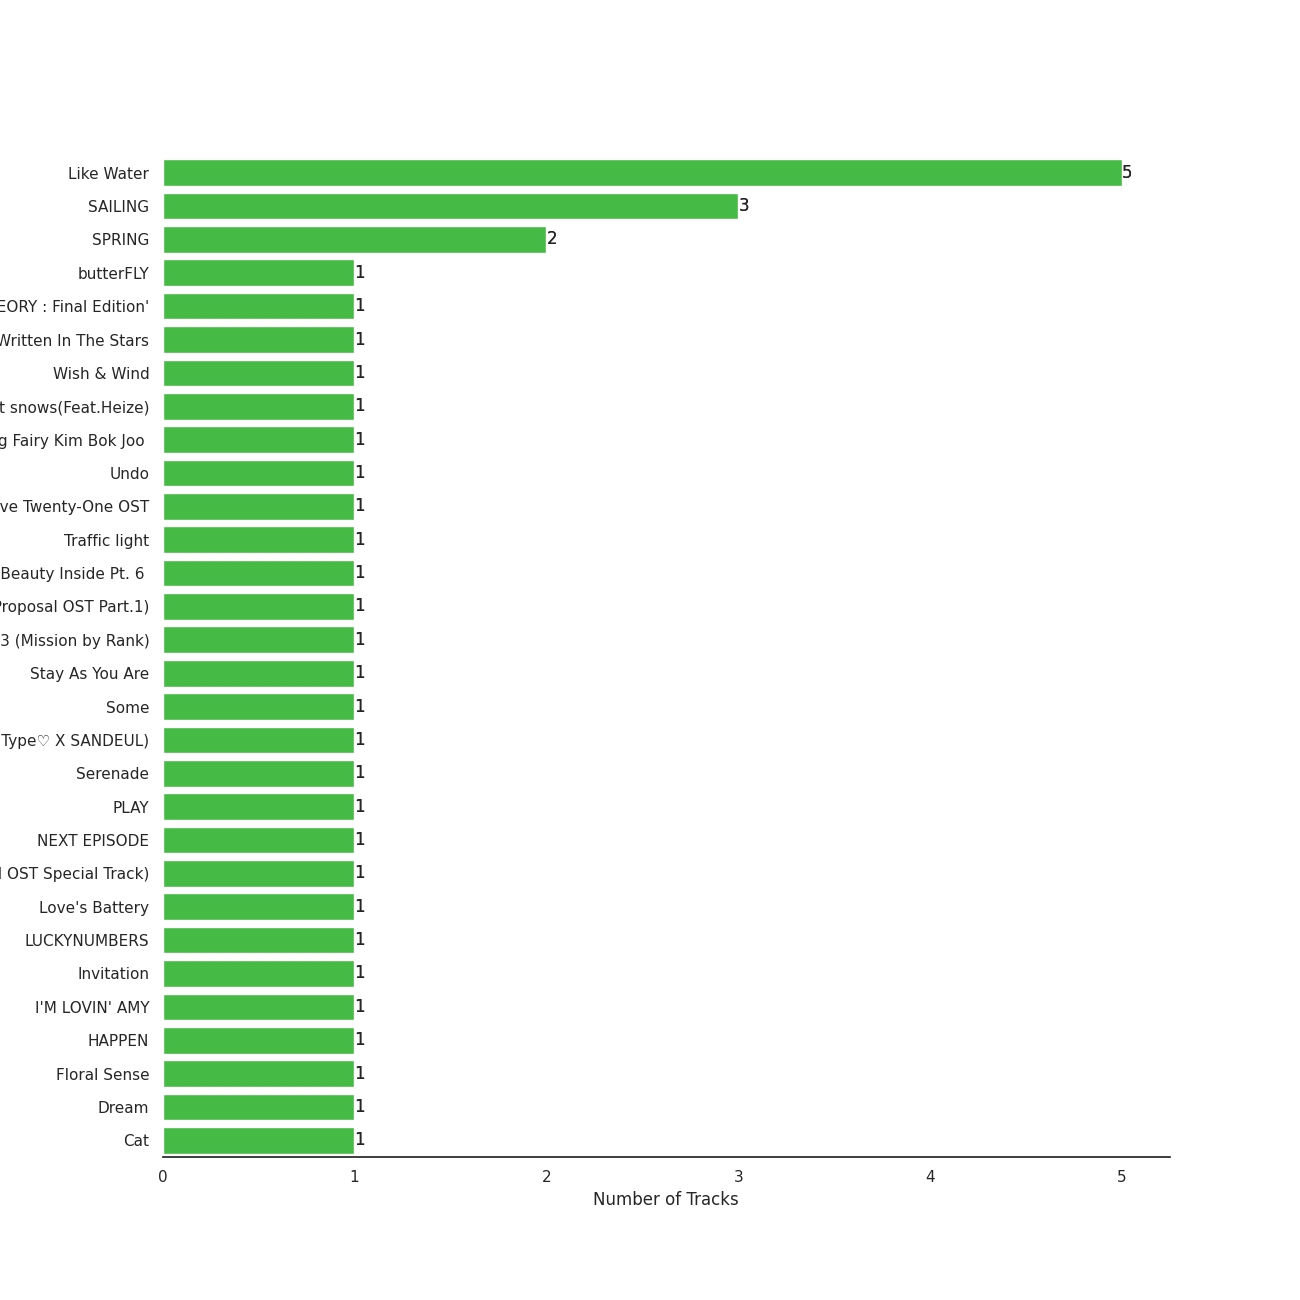 Like Water 5
SAILING 3
SPRING 2
butterFLY 1
EORY : Final Edition' 1
Written In The Stars 1
Wish & Wind 1
t snows(Feat.Heize) 1
g Fairy Kim Bok Joo 1
Undo 1
ve Twenty-One OST 1
Traffic light 1
Beauty Inside Pt. 6 1
Proposal OST Part.1) 1
3 (Mission by Rank) 1
Stay As You Are 1
Some 1
Type♡ X SANDEUL) 1
Serenade 1
PLAY 1
NEXT EPISODE 1
OST Special Track) 1
Love's Battery 1
LUCKYNUMBERS 1
Invitation 1
I'M LOVIN' AMY 1
HAPPEN 1
Floral Sense 1
Dream 1
Cat 1
0 1 2 3 4 5
Number of Tracks